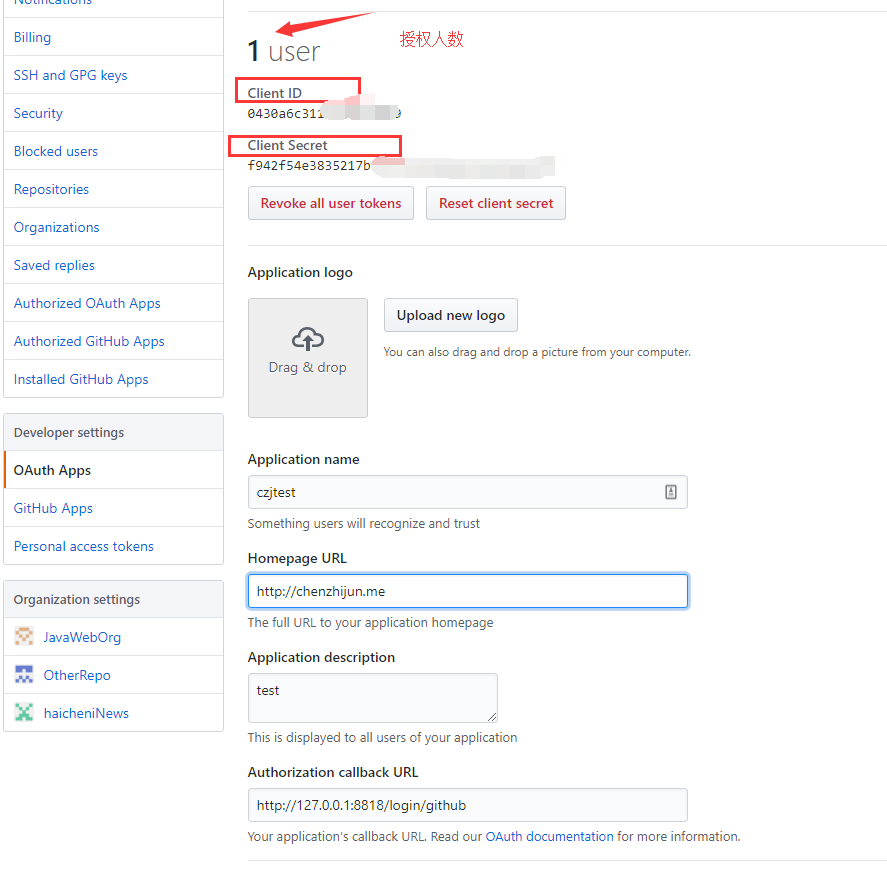 Notifications
Billing
SSH and GPG keys
Security
Blocked users
Repositories
Organizations
Saved replies
Authorized OAuth Apps
Authorized GitHub Apps
Installed GitHub Apps
Developer settings
OAuth Apps
GitHub Apps
Personal access tokens
Organization settings
JavaWebOrg
OtherRepo
haicheniNews
1 user
授权人数
Client ID
Client Secret
Revoke all user tokens
Reset client secret
Application logo
Drag & drop
Upload new logo
You can also drag and drop a picture from your computer.
Application name
czjtest
Something users will recognize and trust
Homepage URL
http://chenzhijun.me
The full URL to your application homepage
Application description
test
This is displayed to all users of your application
Authorization callback URL
http://127.0.0.1:8818/login/github
Your application's callback URL. Read our OAuth documentation for more information.